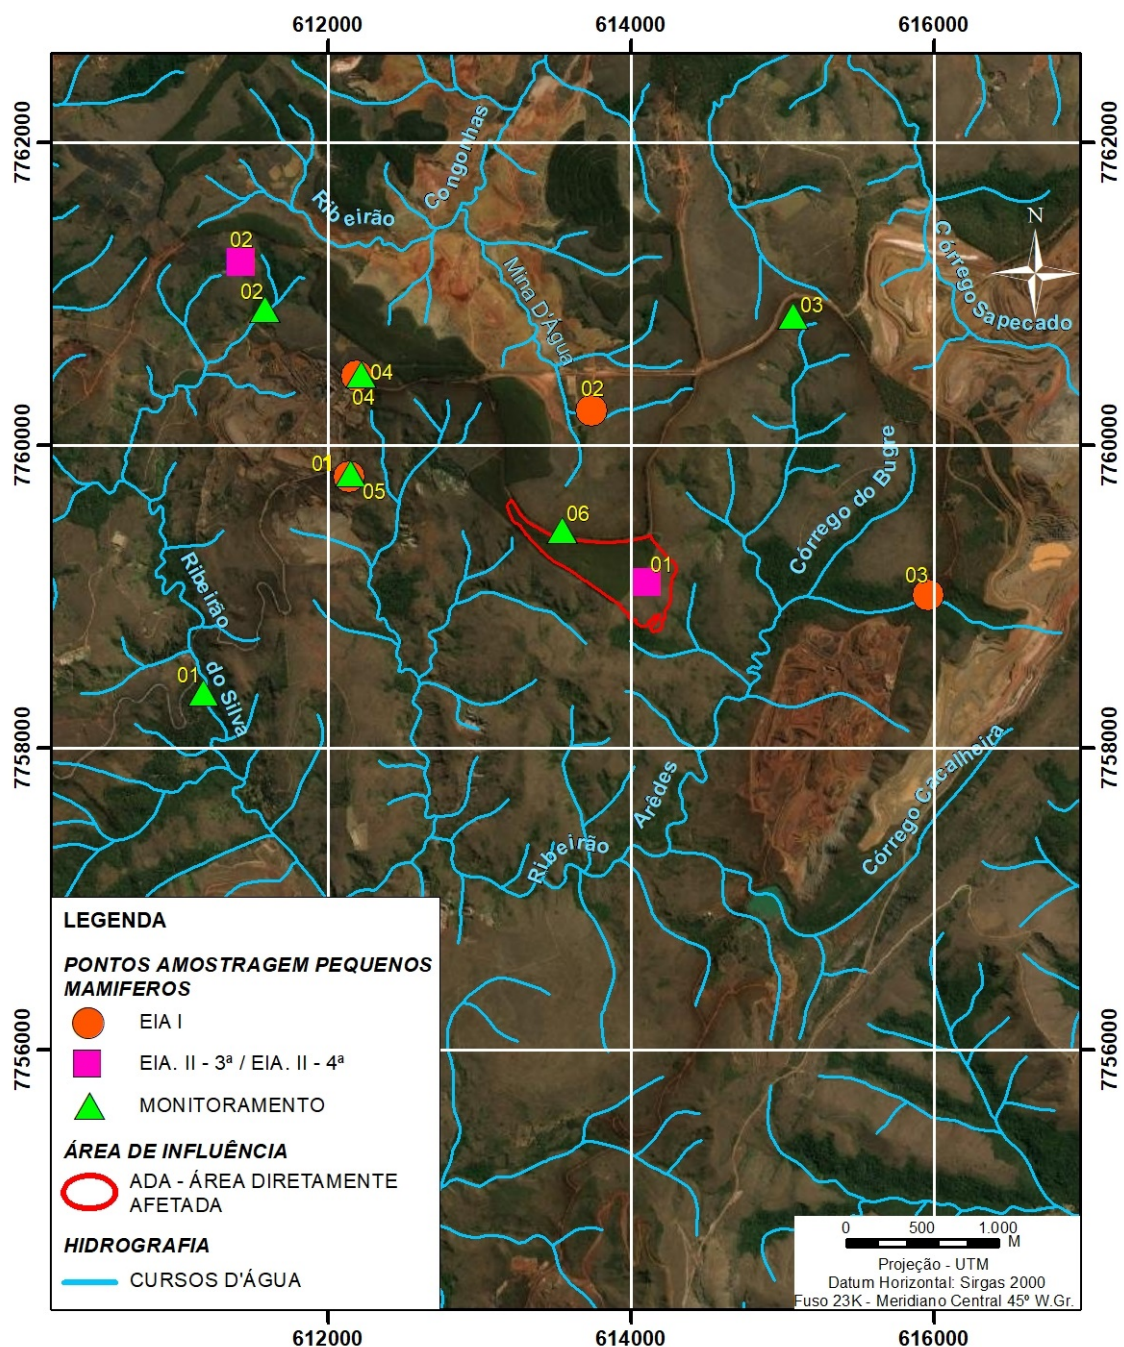 612000
614000
616000
7762000
7762000
Congonhas
Ribeirão
02
N
Córrego Sapecado
Mina D'Água
02
03
04
04
02
7760000
7760000
01
05
Córrego do Bugre
06
01
03
Ribeirão
do Silva
01
7758000
7758000
Córrego Cacalheira
Arêdes
Ribeirão
LEGENDA
PONTOS AMOSTRAGEM PEQUENOS
MAMIFEROS
EIA I
EIA. II - 3ª / EIA. II - 4ª
MONITORAMENTO
ÁREA DE INFLUÊNCIA
ADA - ÁREA DIRETAMENTE
AFETADA
HIDROGRAFIA
CURSOS D'ÁGUA
7756000
7756000
0 500 1.000
M
Projeção - UTM
Datum Horizontal: Sirgas 2000
Fuso 23K - Meridiano Central 45º W.Gr.
612000
614000
616000